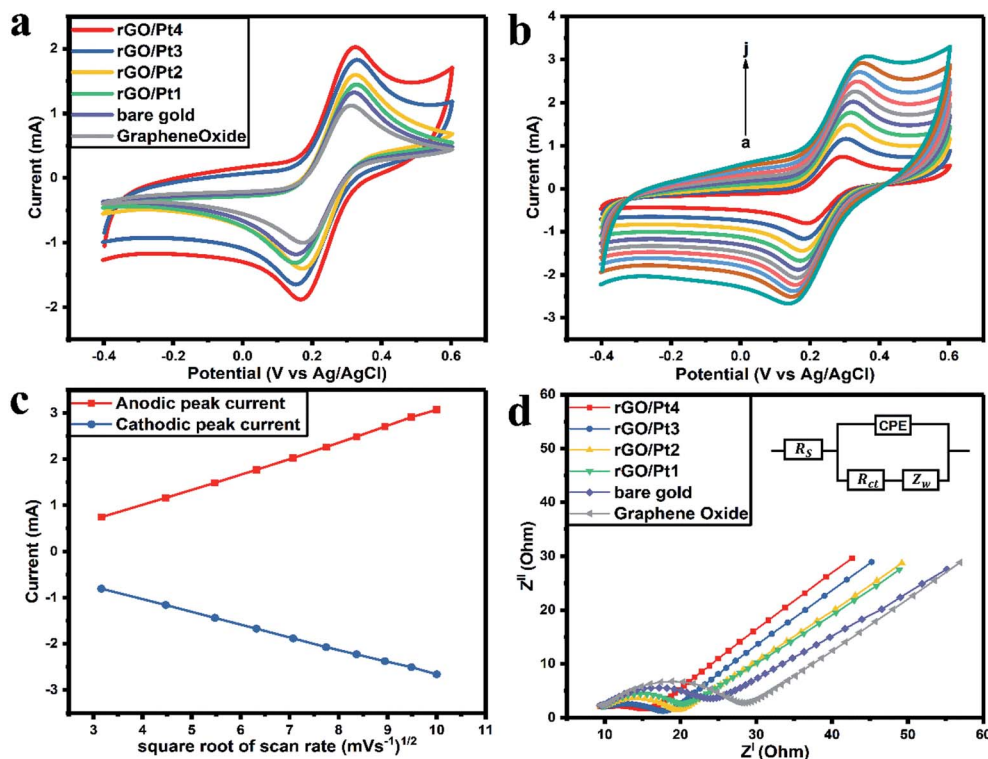 a
rGO/Pt4
rGO/Pt3
rGO/Pt2
rGO/Pt1
bare gold
GrapheneOxide
Current (mA)
2
1
0
-1
-2
-0.4 -0.2 0.0 0.2 0.4 0.6
Potential (V vs Ag/AgCl)
b
j
a
Current (mA)
4
3
2
1
0
-1
-2
-3
-4
-0.4 -0.2 0.0 0.2 0.4 0.6
Potential (V vs Ag/AgCl)
c
Anodic peak current
Cathodic peak current
Current (mA)
3
2
1
0
-1
-2
-3
3 4 5 6 7 8 9 10 11
square root of scan rate (mVs⁻¹)¹/²
d
rGO/Pt4
rGO/Pt3
rGO/Pt2
rGO/Pt1
bare gold
Graphene Oxide
CPE
Rₛ
R_ct
Z_w
Zᴵᴵ (Ohm)
60
50
40
30
20
10
0
10 20 30 40 50 60
Zᴵ (Ohm)